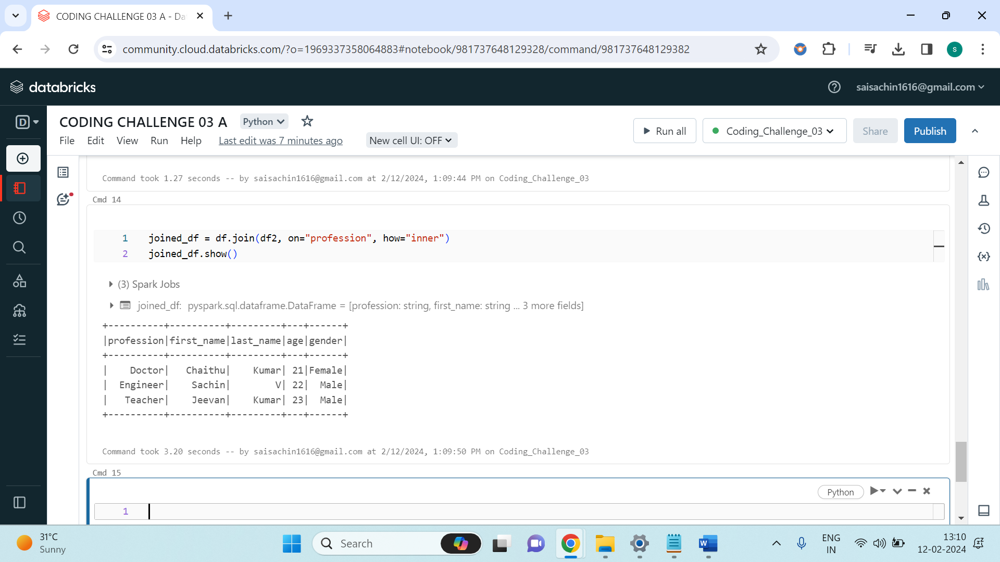 CODING CHALLENGE 03 A - Da
community.cloud.databricks.com/?o=1969337358064883#notebook/981737648129328/command/981737648129382
S
databricks
saisachin1616@gmail.com
D
CODING CHALLENGE 03 A
Python
File Edit View Run Help Last edit was 7 minutes ago New cell UI: OFF
Run all
Coding_Challenge_03
Share
Publish
Command took 1.27 seconds -- by saisachin1616@gmail.com at 2/12/2024, 1:09:44 PM on Coding_Challenge_03
Cmd 14
1 joined_df = df.join(df2, on="profession", how="inner")
2 joined_df.show()
(3) Spark Jobs
joined_df: pyspark.sql.dataframe.DataFrame = [profession: string, first_name: string ... 3 more fields]
+----------+----------+---------+---+------+
|profession|first_name|last_name|age|gender|
+----------+----------+---------+---+------+
|    Doctor|   Chaithu|    Kumar| 21|Female|
|  Engineer|    Sachin|        V| 22|  Male|
|   Teacher|    Jeevan|    Kumar| 23|  Male|
+----------+----------+---------+---+------+
Command took 3.20 seconds -- by saisachin1616@gmail.com at 2/12/2024, 1:09:50 PM on Coding_Challenge_03
Cmd 15
Python
1
31°C
Sunny
Search
W
ENG
IN
13:10
12-02-2024